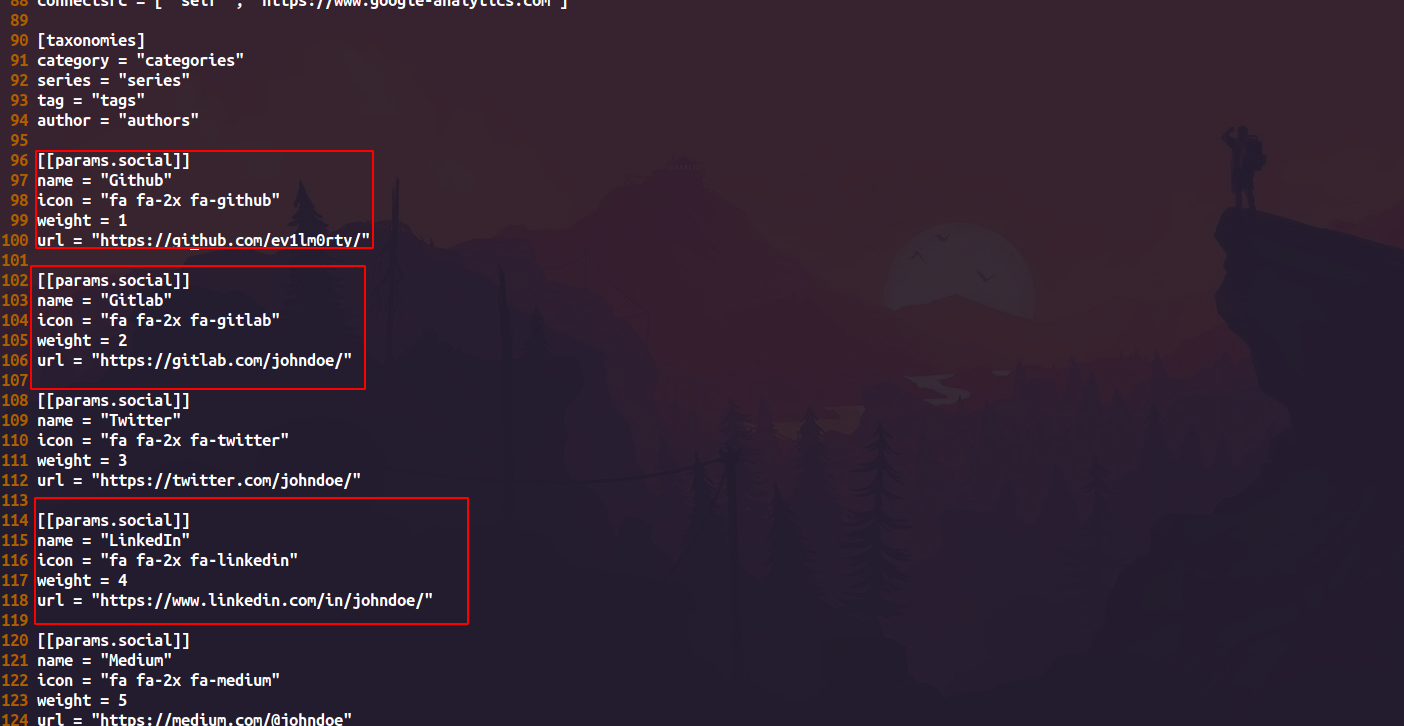 88 connectSrc = ["'self'", "https://www.google-analytics.com"]
89
90 [taxonomies]
91 category = "categories"
92 series = "series"
93 tag = "tags"
94 author = "authors"
95
96 [[params.social]]
97 name = "Github"
98 icon = "fa fa-2x fa-github"
99 weight = 1
100 url = "https://github.com/ev1lm0rty/"
101
102 [[params.social]]
103 name = "Gitlab"
104 icon = "fa fa-2x fa-gitlab"
105 weight = 2
106 url = "https://gitlab.com/johndoe/"
107
108 [[params.social]]
109 name = "Twitter"
110 icon = "fa fa-2x fa-twitter"
111 weight = 3
112 url = "https://twitter.com/johndoe/"
113
114 [[params.social]]
115 name = "LinkedIn"
116 icon = "fa fa-2x fa-linkedin"
117 weight = 4
118 url = "https://www.linkedin.com/in/johndoe/"
119
120 [[params.social]]
121 name = "Medium"
122 icon = "fa fa-2x fa-medium"
123 weight = 5
124 url = "https://medium.com/@johndoe"